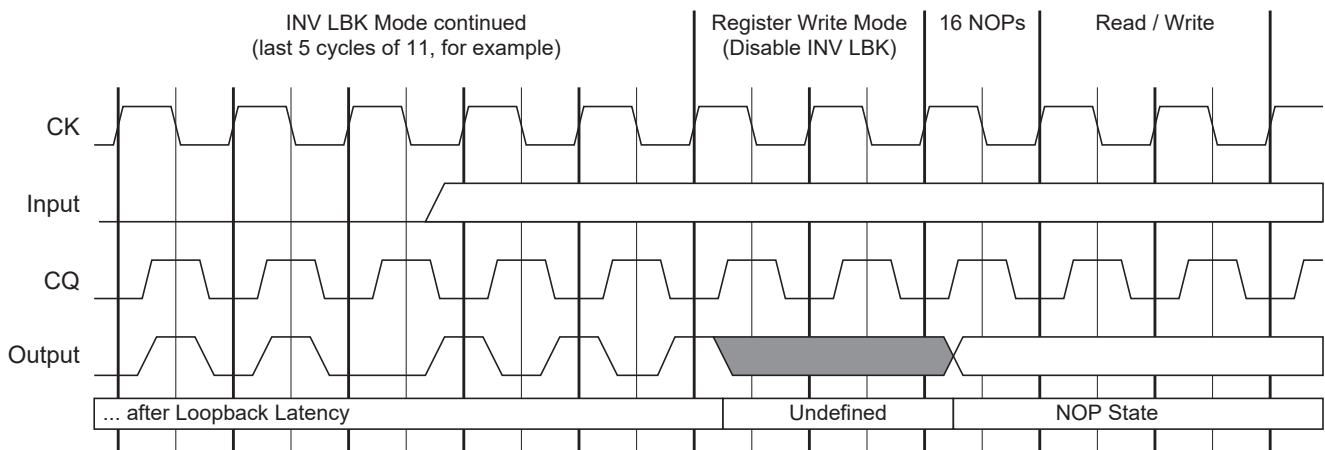 INV LBK Mode continued
(last 5 cycles of 11, for example)
Register Write Mode
(Disable INV LBK)
16 NOPs
Read / Write
CK
Input
CQ
Output
... after Loopback Latency
Undefined
NOP State